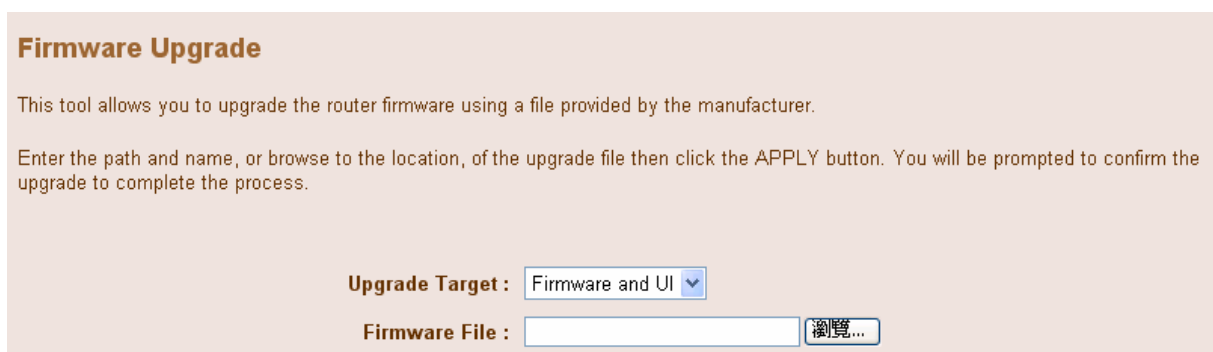 Firmware Upgrade
This tool allows you to upgrade the router firmware using a file provided by the manufacturer.
Enter the path and name, or browse to the location, of the upgrade file then click the APPLY button. You will be prompted to confirm the
upgrade to complete the process.
Upgrade Target : Firmware and UI
Firmware File : 瀏覽...